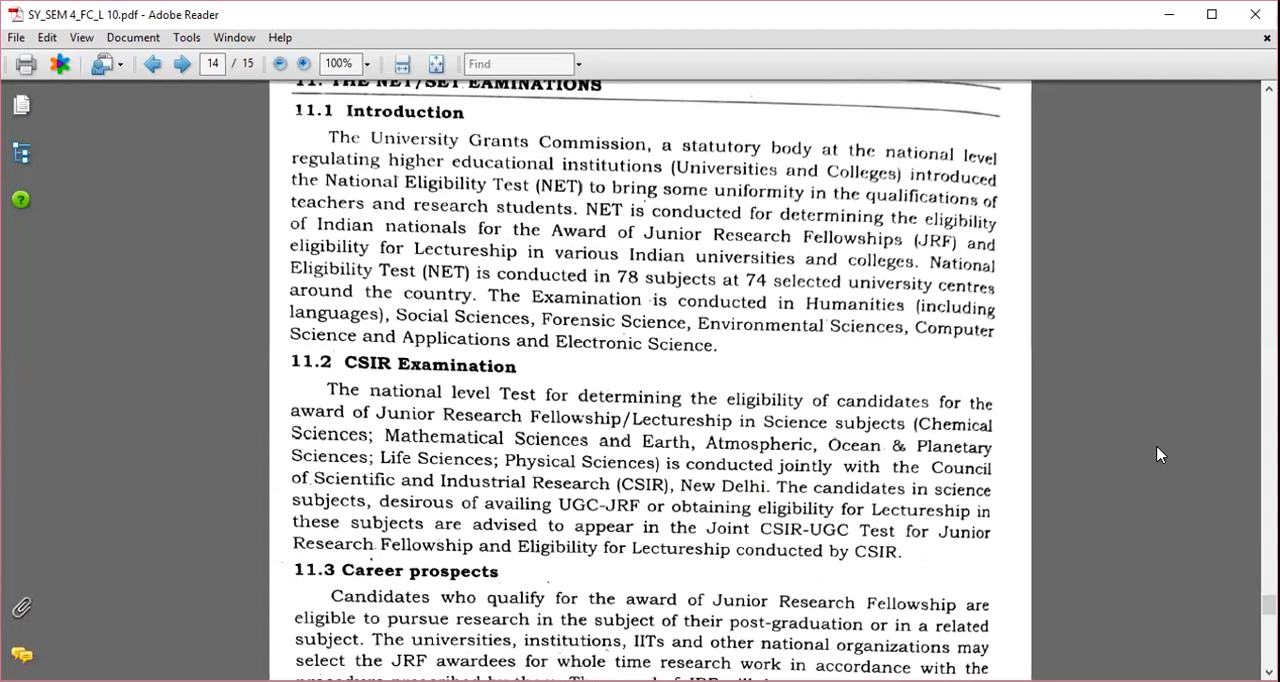 SY_SEM 4_FC_L 10.pdf - Adobe Reader
File Edit View Document Tools Window Help
14 / 15 100% Find
11. THE NET/SET EXAMINATIONS
11.1 Introduction
The University Grants Commission, a statutory body at the national level
regulating higher educational institutions (Universities and Colleges) introduced
the National Eligibility Test (NET) to bring some uniformity in the qualifications of
teachers and research students. NET is conducted for determining the eligibility
of Indian nationals for the Award of Junior Research Fellowships (JRF) and
eligibility for Lectureship in various Indian universities and colleges. National
Eligibility Test (NET) is conducted in 78 subjects at 74 selected university centres
around the country. The Examination is conducted in Humanities (including
languages), Social Sciences, Forensic Science, Environmental Sciences, Computer
Science and Applications and Electronic Science.
11.2 CSIR Examination
The national level Test for determining the eligibility of candidates for the
award of Junior Research Fellowship/Lectureship in Science subjects (Chemical
Sciences; Mathematical Sciences and Earth, Atmospheric, Ocean & Planetary
Sciences; Life Sciences; Physical Sciences) is conducted jointly with the Council
of Scientific and Industrial Research (CSIR), New Delhi. The candidates in science
subjects, desirous of availing UGC-JRF or obtaining eligibility for Lectureship in
these subjects are advised to appear in the Joint CSIR-UGC Test for Junior
Research Fellowship and Eligibility for Lectureship conducted by CSIR.
11.3 Career prospects
Candidates who qualify for the award of Junior Research Fellowship are
eligible to pursue research in the subject of their post-graduation or in a related
subject. The universities, institutions, IITs and other national organizations may
select the JRF awardees for whole time research work in accordance with the